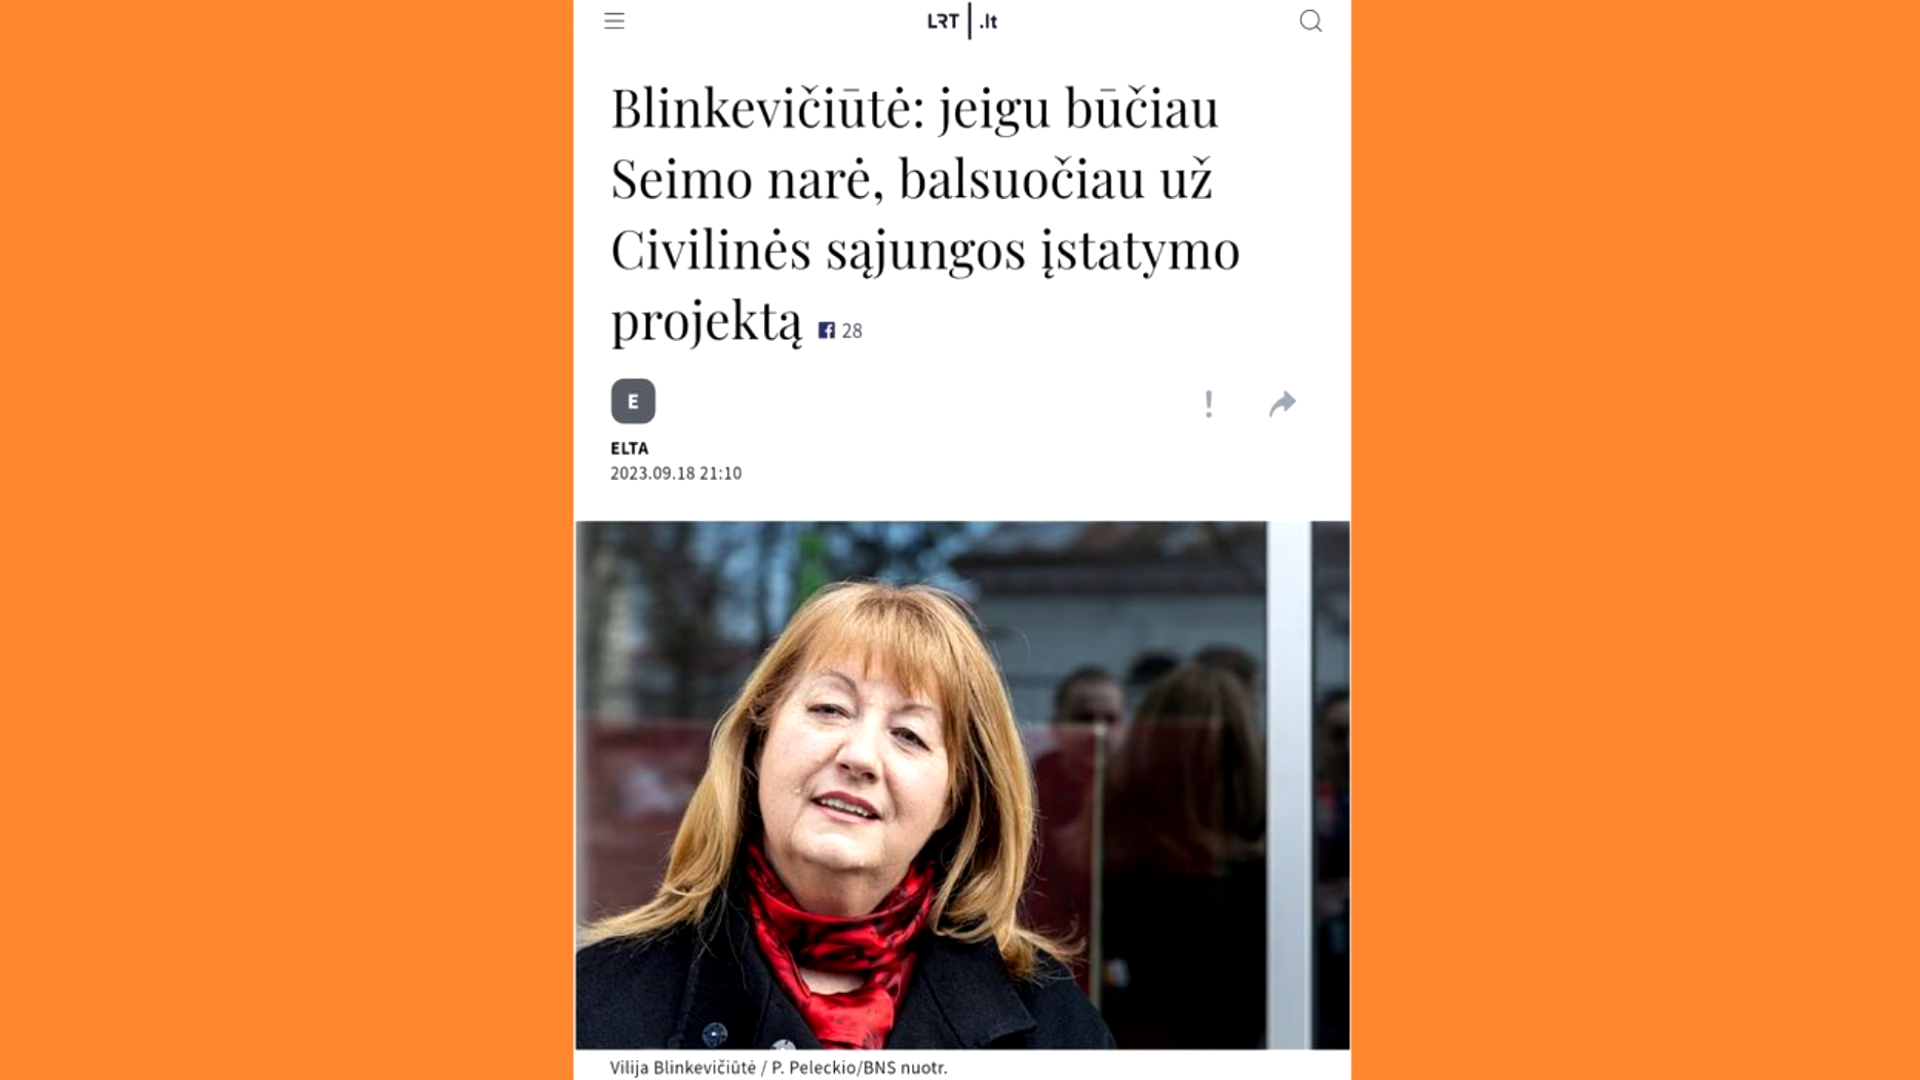 LRT .lt
Blinkevičiūtė: jeigu būčiau
Seimo narė, balsuočiau už
Civilinės sąjungos įstatymo
projektą 28
E
ELTA
2023.09.18 21:10
Vilija Blinkevičiūtė / P. Peleckio/BNS nuotr.